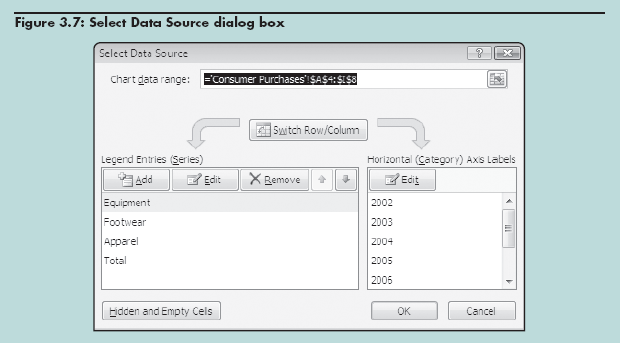 Figure 3.7: Select Data Source dialog box
Select Data Source
Chart data range:
='Consumer Purchases'!$A$4:$I$8
Switch Row/Column
Legend Entries (Series)
Horizontal (Category) Axis Labels
Add
Edit
Remove
Edit
Equipment
Footwear
Apparel
Total
2002
2003
2004
2005
2006
Hidden and Empty Cells
OK
Cancel